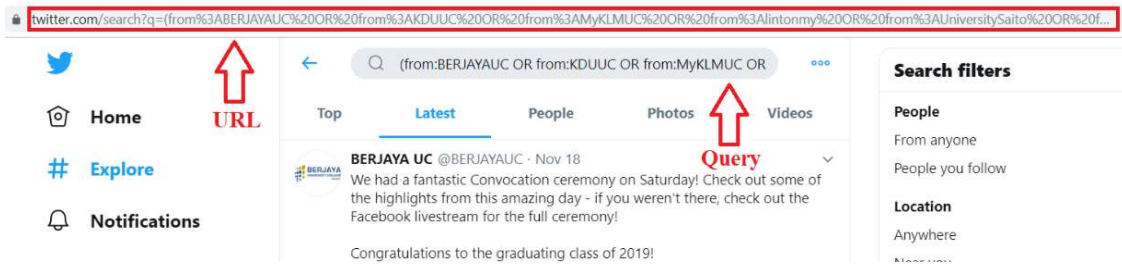 twitter.com/search?q=(from%3ABERJAYAUC%20OR%20from%3AKDUUC%20OR%20from%3AMyKLMUC%20OR%20from%3Alintonmy%20OR%20from%3AUniversitySaito%20OR%20f...
(from:BERJAYAUC OR from:KDUUC OR from:MyKLMUC OR
Search filters
Home
URL
Top Latest People Photos Videos
People
From anyone
Explore
BERJAYA UC @BERJAYAUC · Nov 18
Query
People you follow
BERJAYA
We had a fantastic Convocation ceremony on Saturday! Check out some of
the highlights from this amazing day - if you weren't there, check out the
Facebook livestream for the full ceremony!
Location
Notifications
Anywhere
Congratulations to the graduating class of 2019!
Near you